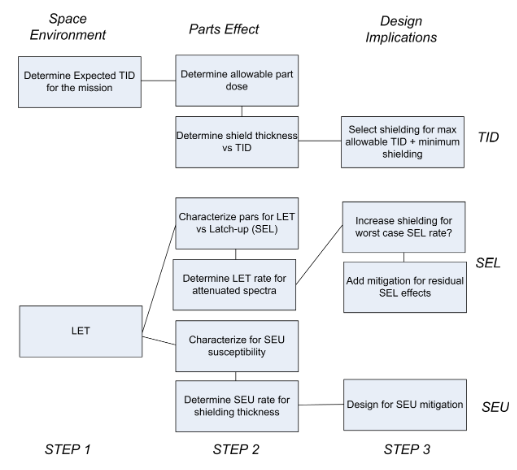 Space
Environment
Parts Effect
Design
Implications
Determine Expected TID
for the mission
Determine allowable part
dose
Determine shield thickness
vs TID
Select shielding for max
allowable TID + minimum
shielding
TID
Characterize pars for LET
vs Latch-up (SEL)
Increase shielding for
worst case SEL rate?
Determine LET rate for
attenuated spectra
Add mitigation for residual
SEL effects
SEL
LET
Characterize for SEU
susceptibility
Determine SEU rate for
shielding thickness
Design for SEU mitigation
SEU
STEP 1
STEP 2
STEP 3